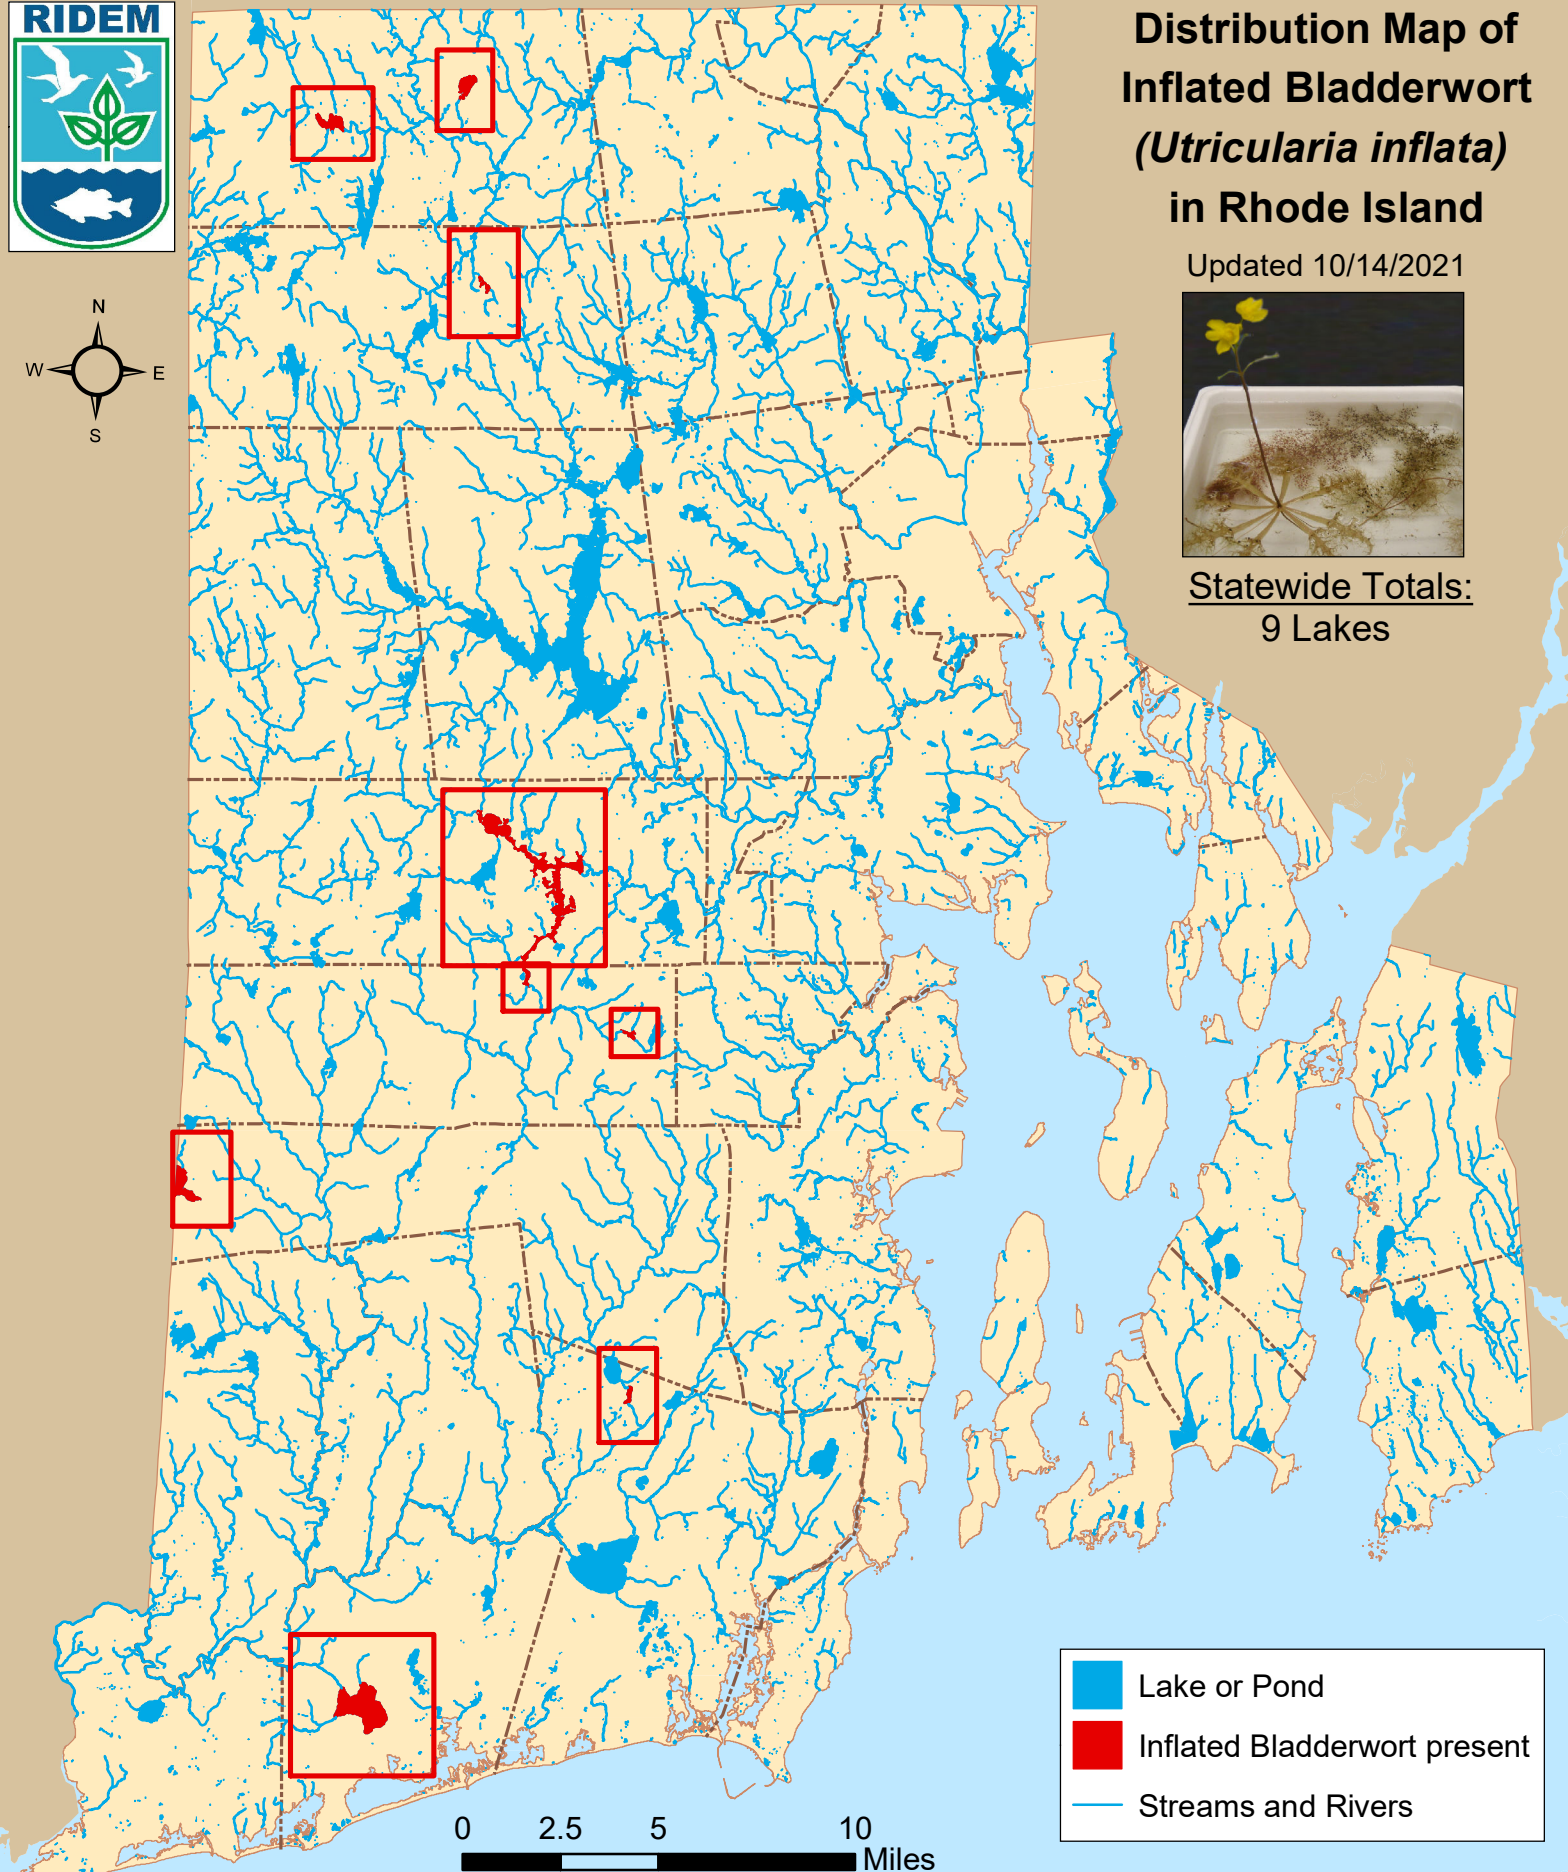 RIDEM
Distribution Map of
Inflated Bladderwort
(Utricularia inflata)
in Rhode Island
Updated 10/14/2021
N
W
E
S
Statewide Totals:
9 Lakes
Lake or Pond
Inflated Bladderwort present
Streams and Rivers
0 2.5 5 10
Miles